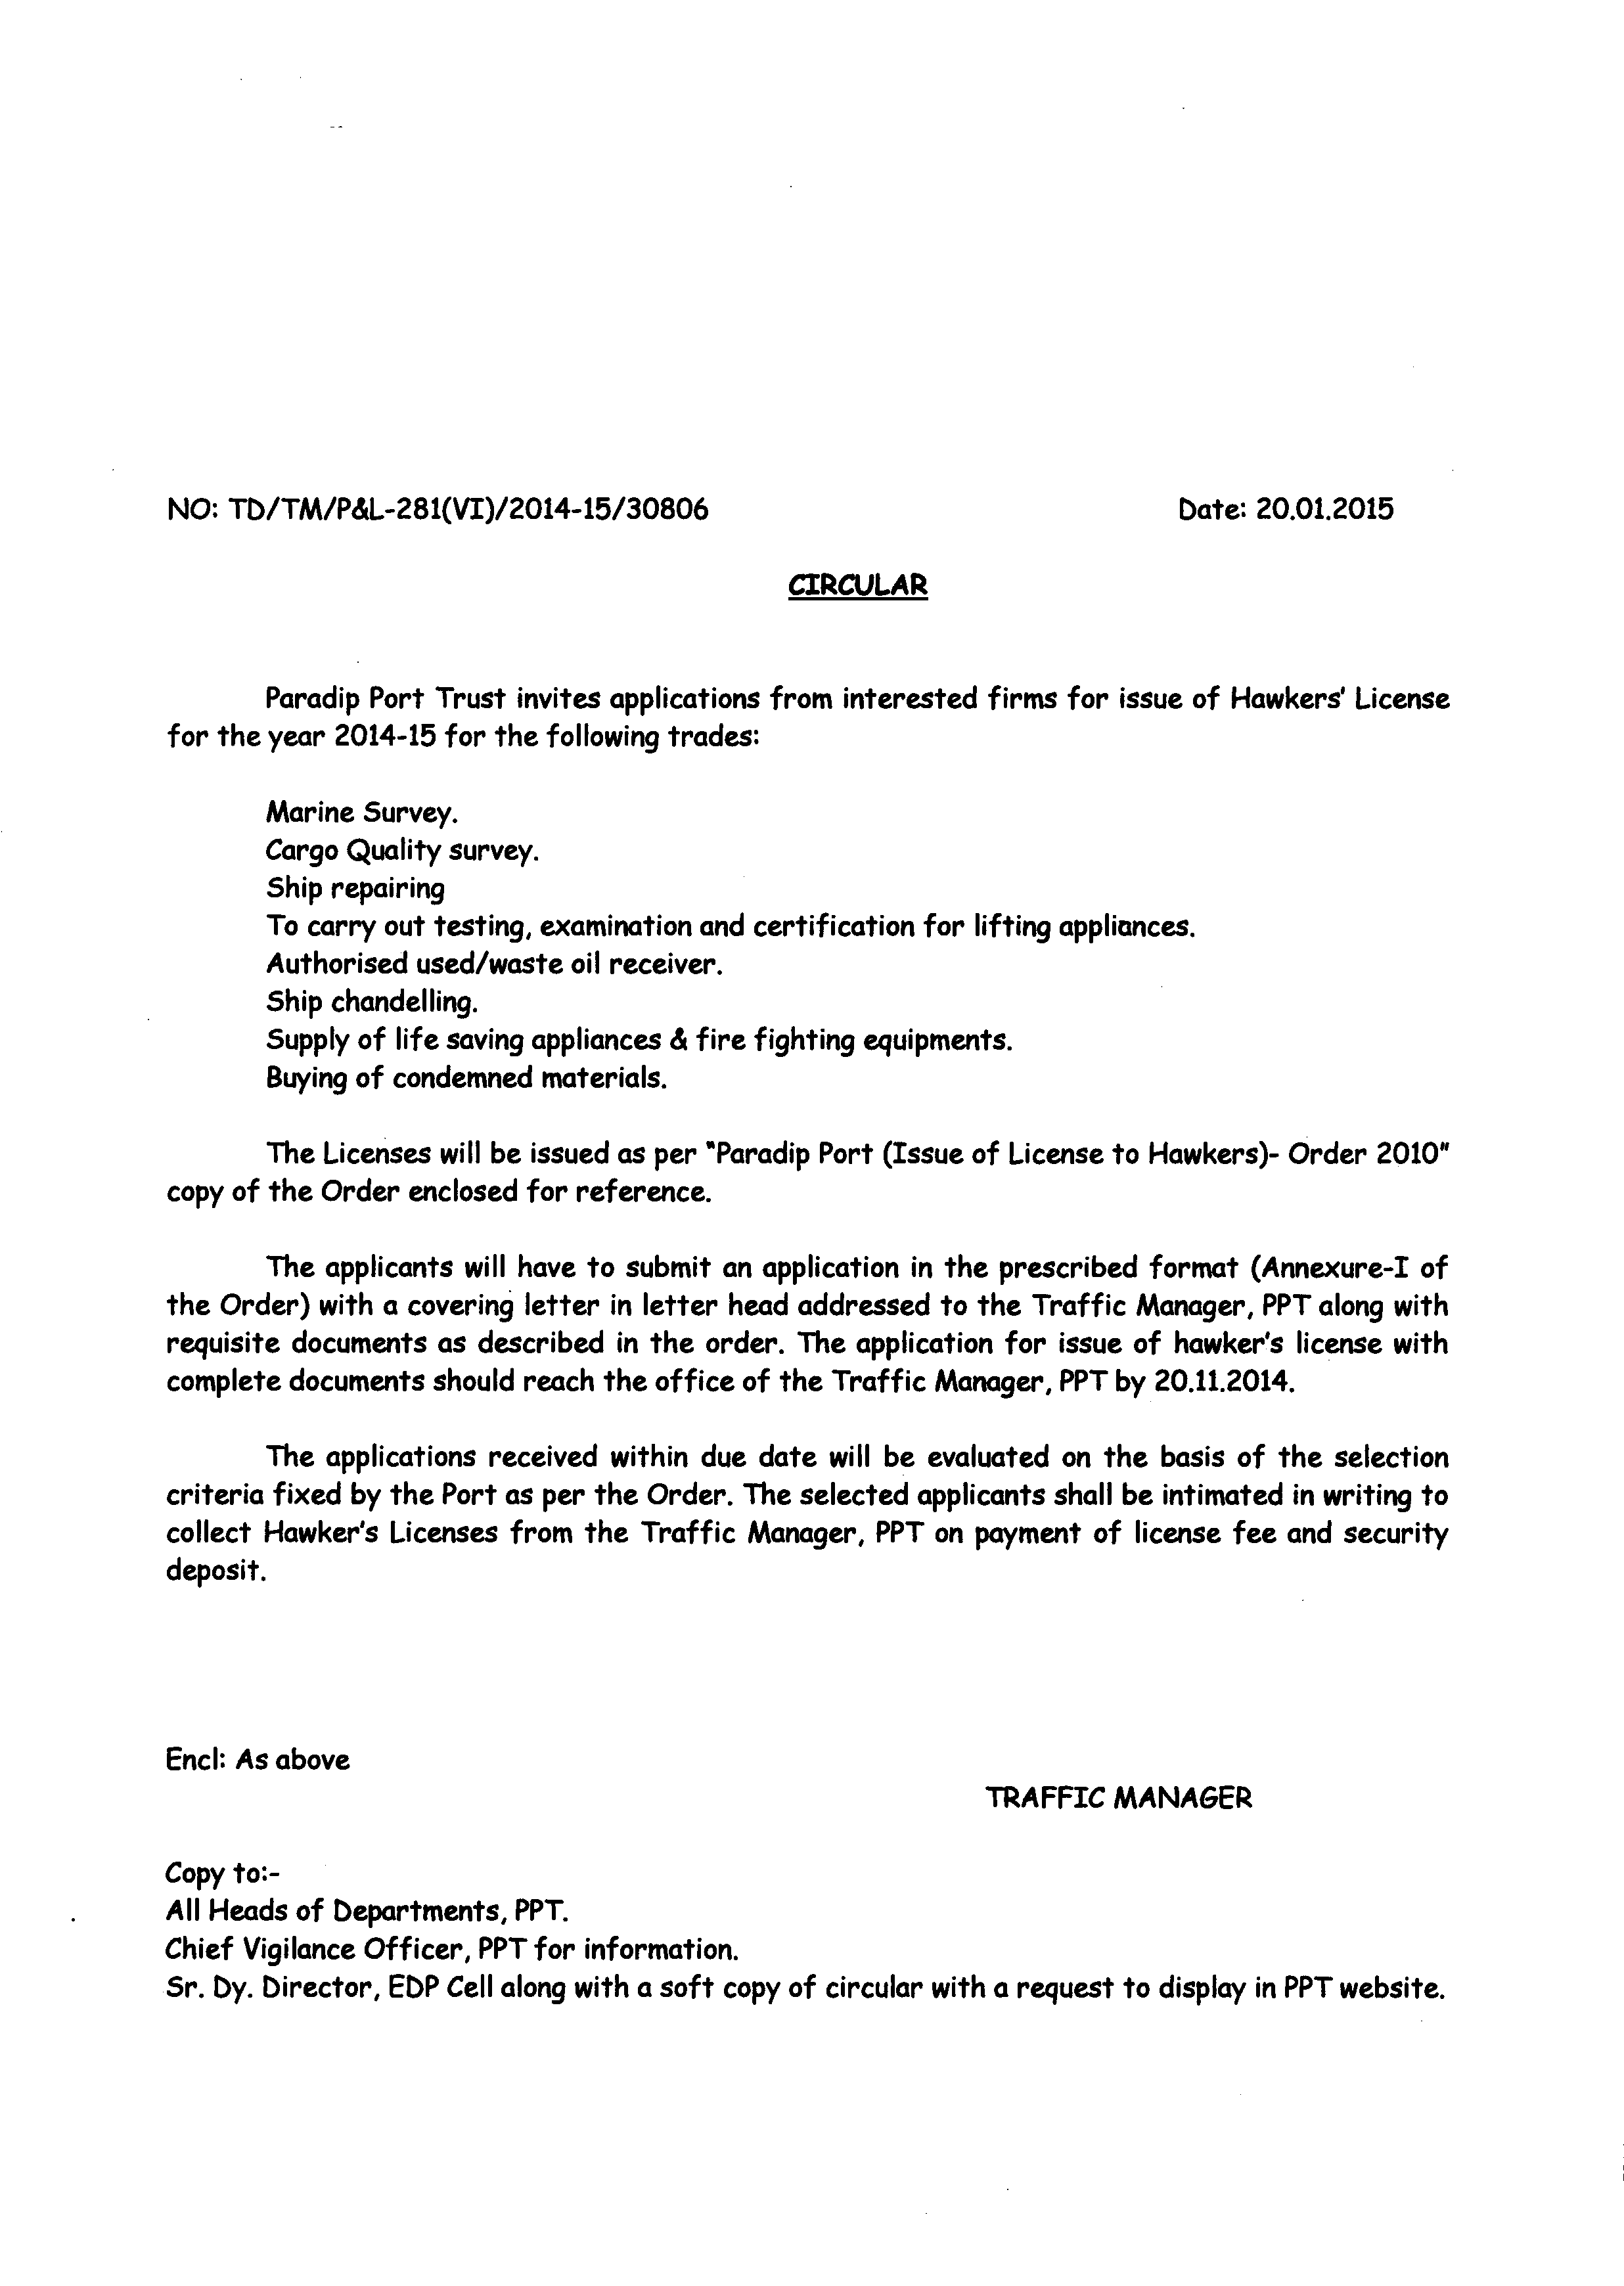 NO: TD/TM/P&L-281(VI)/2014-15/30806 Date: 20.01.2015
CIRCULAR
Paradip Port Trust invites applications from interested firms for issue of Hawkers' License
for the year 2014-15 for the following trades:
Marine Survey.
Cargo Quality survey.
Ship repairing
To carry out testing, examination and certification for lifting appliances.
Authorised used/waste oil receiver.
Ship chandelling.
Supply of life saving appliances & fire fighting equipments.
Buying of condemned materials.
The Licenses will be issued as per "Paradip Port (Issue of License to Hawkers)- Order 2010"
copy of the Order enclosed for reference.
The applicants will have to submit an application in the prescribed format (Annexure-I of
the Order) with a covering letter in letter head addressed to the Traffic Manager, PPT along with
requisite documents as described in the order. The application for issue of hawker's license with
complete documents should reach the office of the Traffic Manager, PPT by 20.11.2014.
The applications received within due date will be evaluated on the basis of the selection
criteria fixed by the Port as per the Order. The selected applicants shall be intimated in writing to
collect Hawker's Licenses from the Traffic Manager, PPT on payment of license fee and security
deposit.
Encl: As above
TRAFFIC MANAGER
Copy to:-
All Heads of Departments, PPT.
Chief Vigilance Officer, PPT for information.
Sr. Dy. Director, EDP Cell along with a soft copy of circular with a request to display in PPT website.